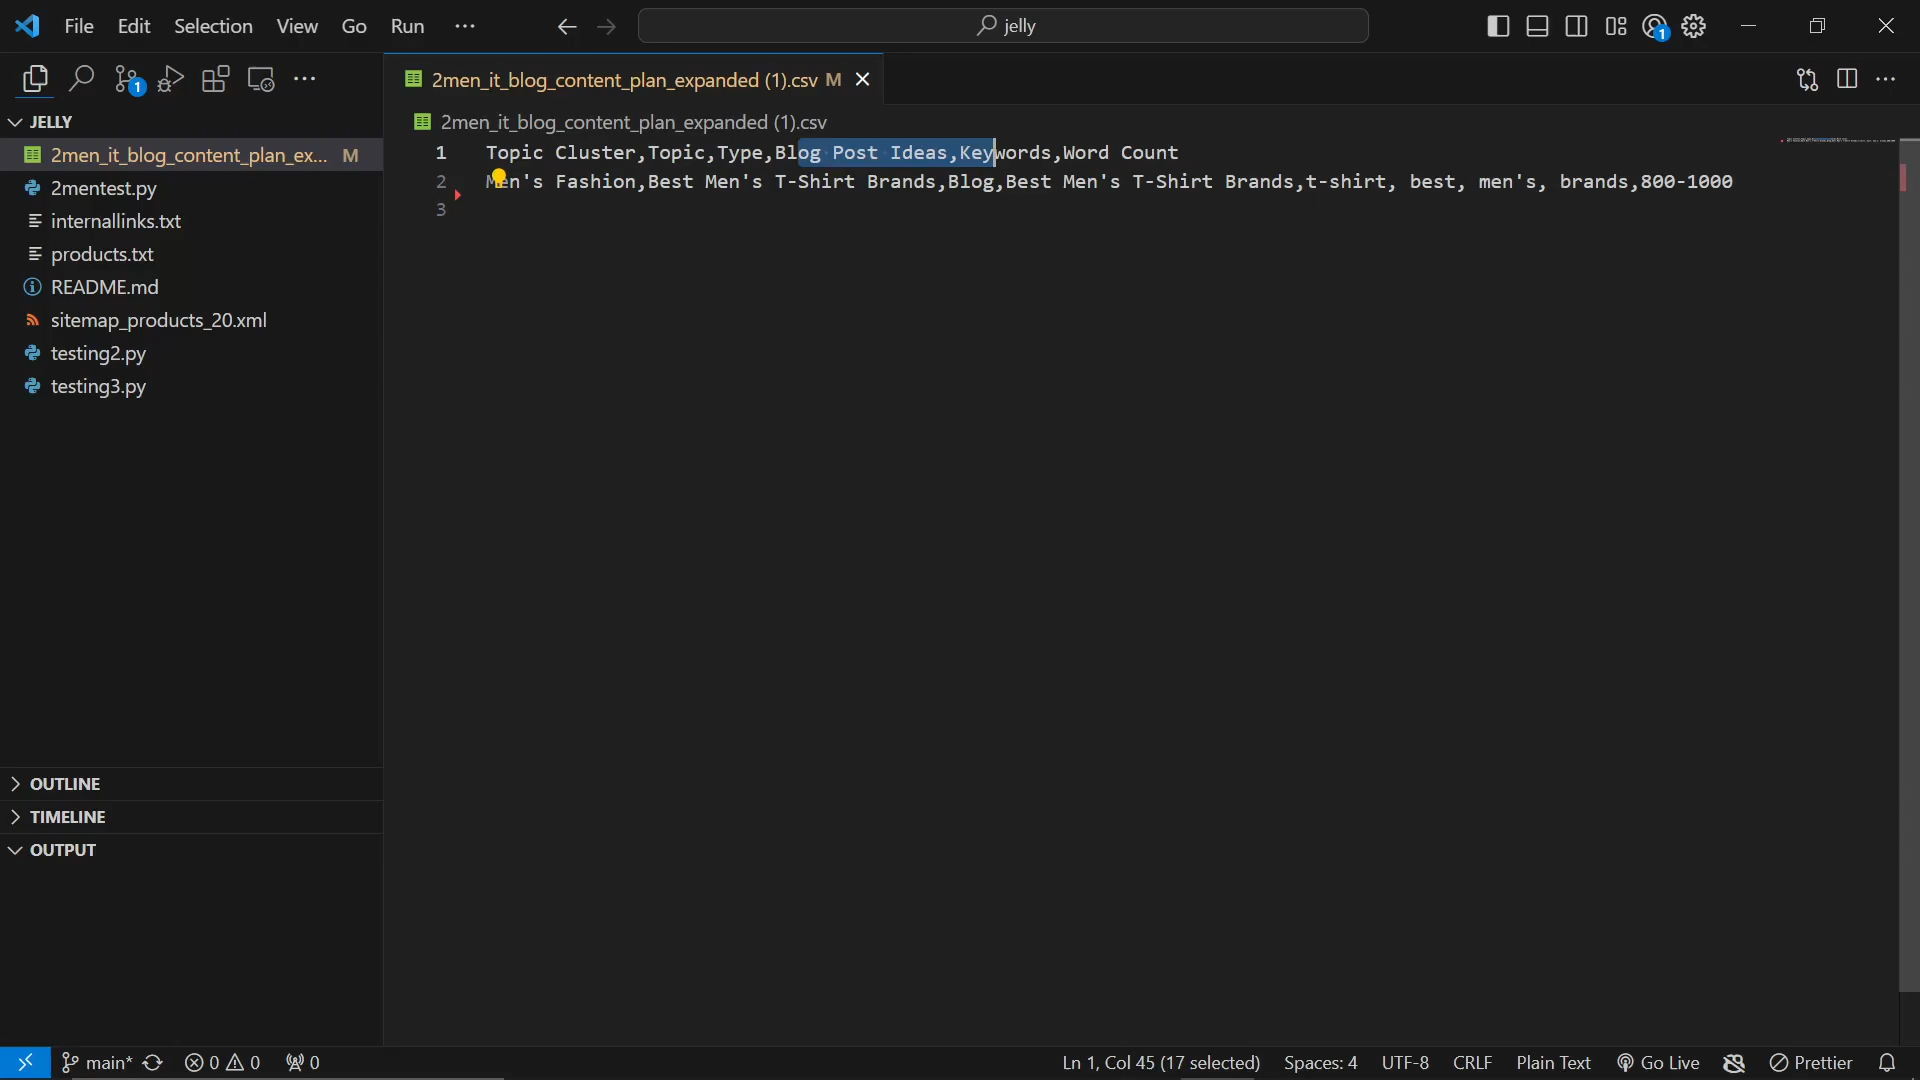 File Edit Selection View Go Run ···
jelly
1
1
JELLY
2men_it_blog_content_plan_ex... M
2mentest.py
internallinks.txt
products.txt
README.md
sitemap_products_20.xml
testing2.py
testing3.py
OUTLINE
TIMELINE
OUTPUT
2men_it_blog_content_plan_expanded (1).csv M
2men_it_blog_content_plan_expanded (1).csv
1 Topic Cluster,Topic,Type,Blog Post Ideas,Keywords,Word Count
2 Men's Fashion,Best Men's T-Shirt Brands,Blog,Best Men's T-Shirt Brands,t-shirt, best, men's, brands,800-1000
3
main* 0 0 0 Ln 1, Col 45 (17 selected) Spaces: 4 UTF-8 CRLF Plain Text Go Live Prettier